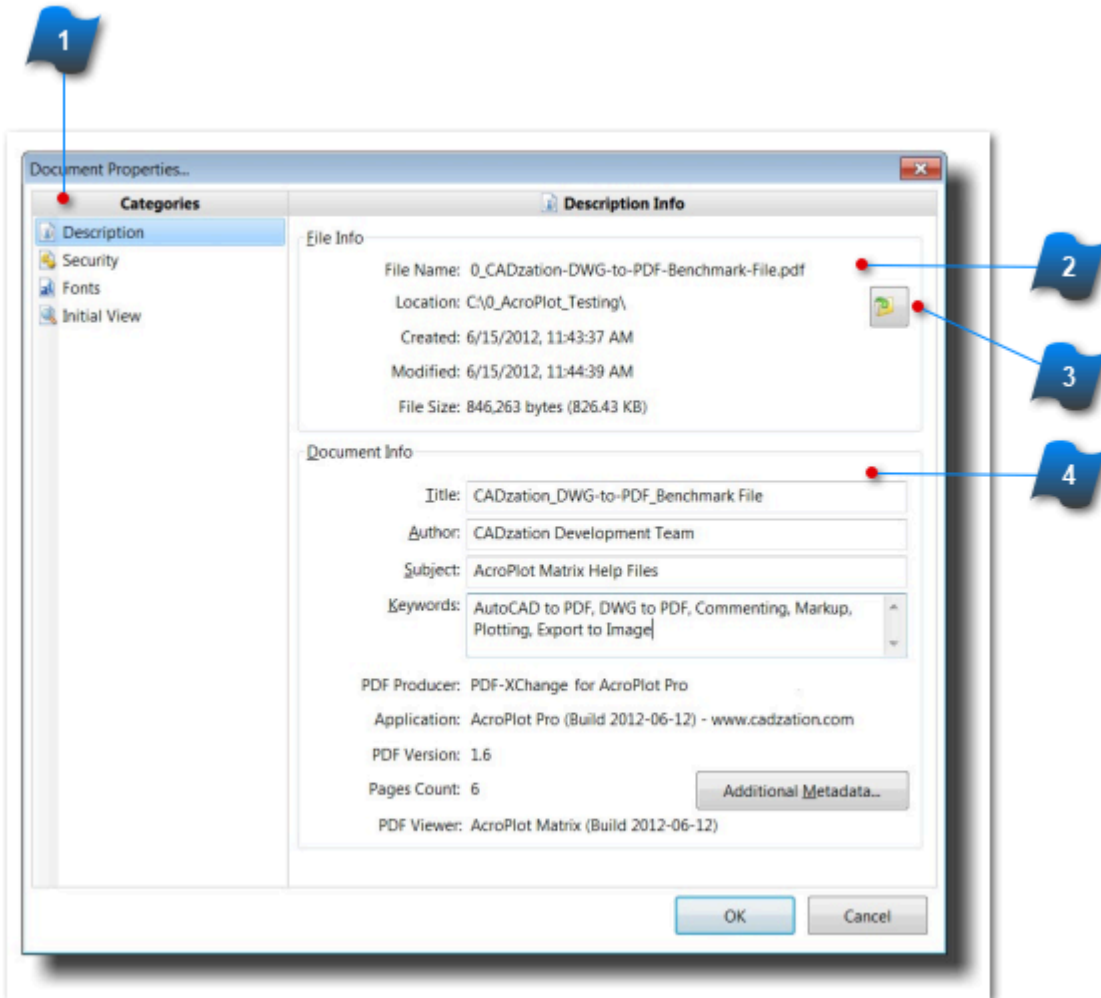 1
Document Properties...
Categories
Description Info
Description
Security
Fonts
Initial View
File Info
File Name: 0_CADzation-DWG-to-PDF-Benchmark-File.pdf
2
Location: C:\0_AcroPlot_Testing\
Created: 6/15/2012, 11:43:37 AM
3
Modified: 6/15/2012, 11:44:39 AM
File Size: 846,263 bytes (826.43 KB)
Document Info
4
Title: CADzation_DWG-to-PDF_Benchmark File
Author: CADzation Development Team
Subject: AcroPlot Matrix Help Files
Keywords: AutoCAD to PDF, DWG to PDF, Commenting, Markup,
Plotting, Export to Image
PDF Producer: PDF-XChange for AcroPlot Pro
Application: AcroPlot Pro (Build 2012-06-12) - www.cadzation.com
PDF Version: 1.6
Pages Count: 6
Additional Metadata...
PDF Viewer: AcroPlot Matrix (Build 2012-06-12)
OK
Cancel